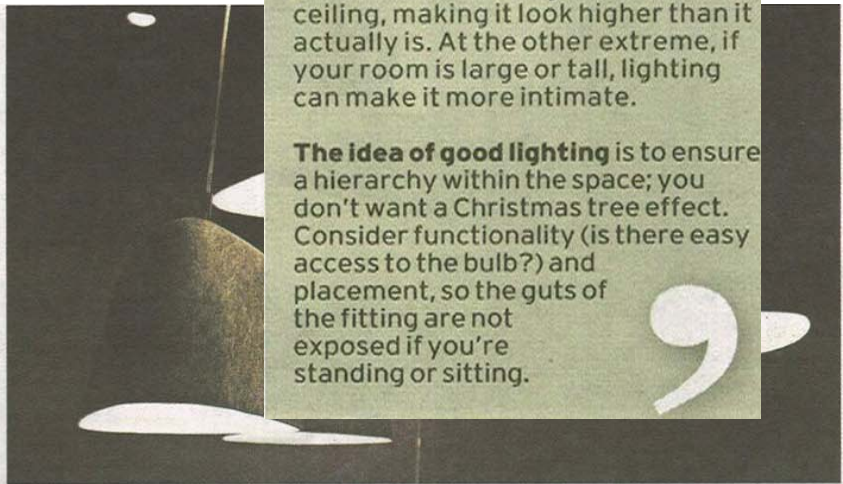 ceiling, making it look higher than it
actually is. At the other extreme, if
your room is large or tall, lighting
can make it more intimate.
The idea of good lighting is to ensure
a hierarchy within the space; you
don't want a Christmas tree effect.
Consider functionality (is there easy
access to the bulb?) and
placement, so the guts of
the fitting are not
exposed if you're
standing or sitting.